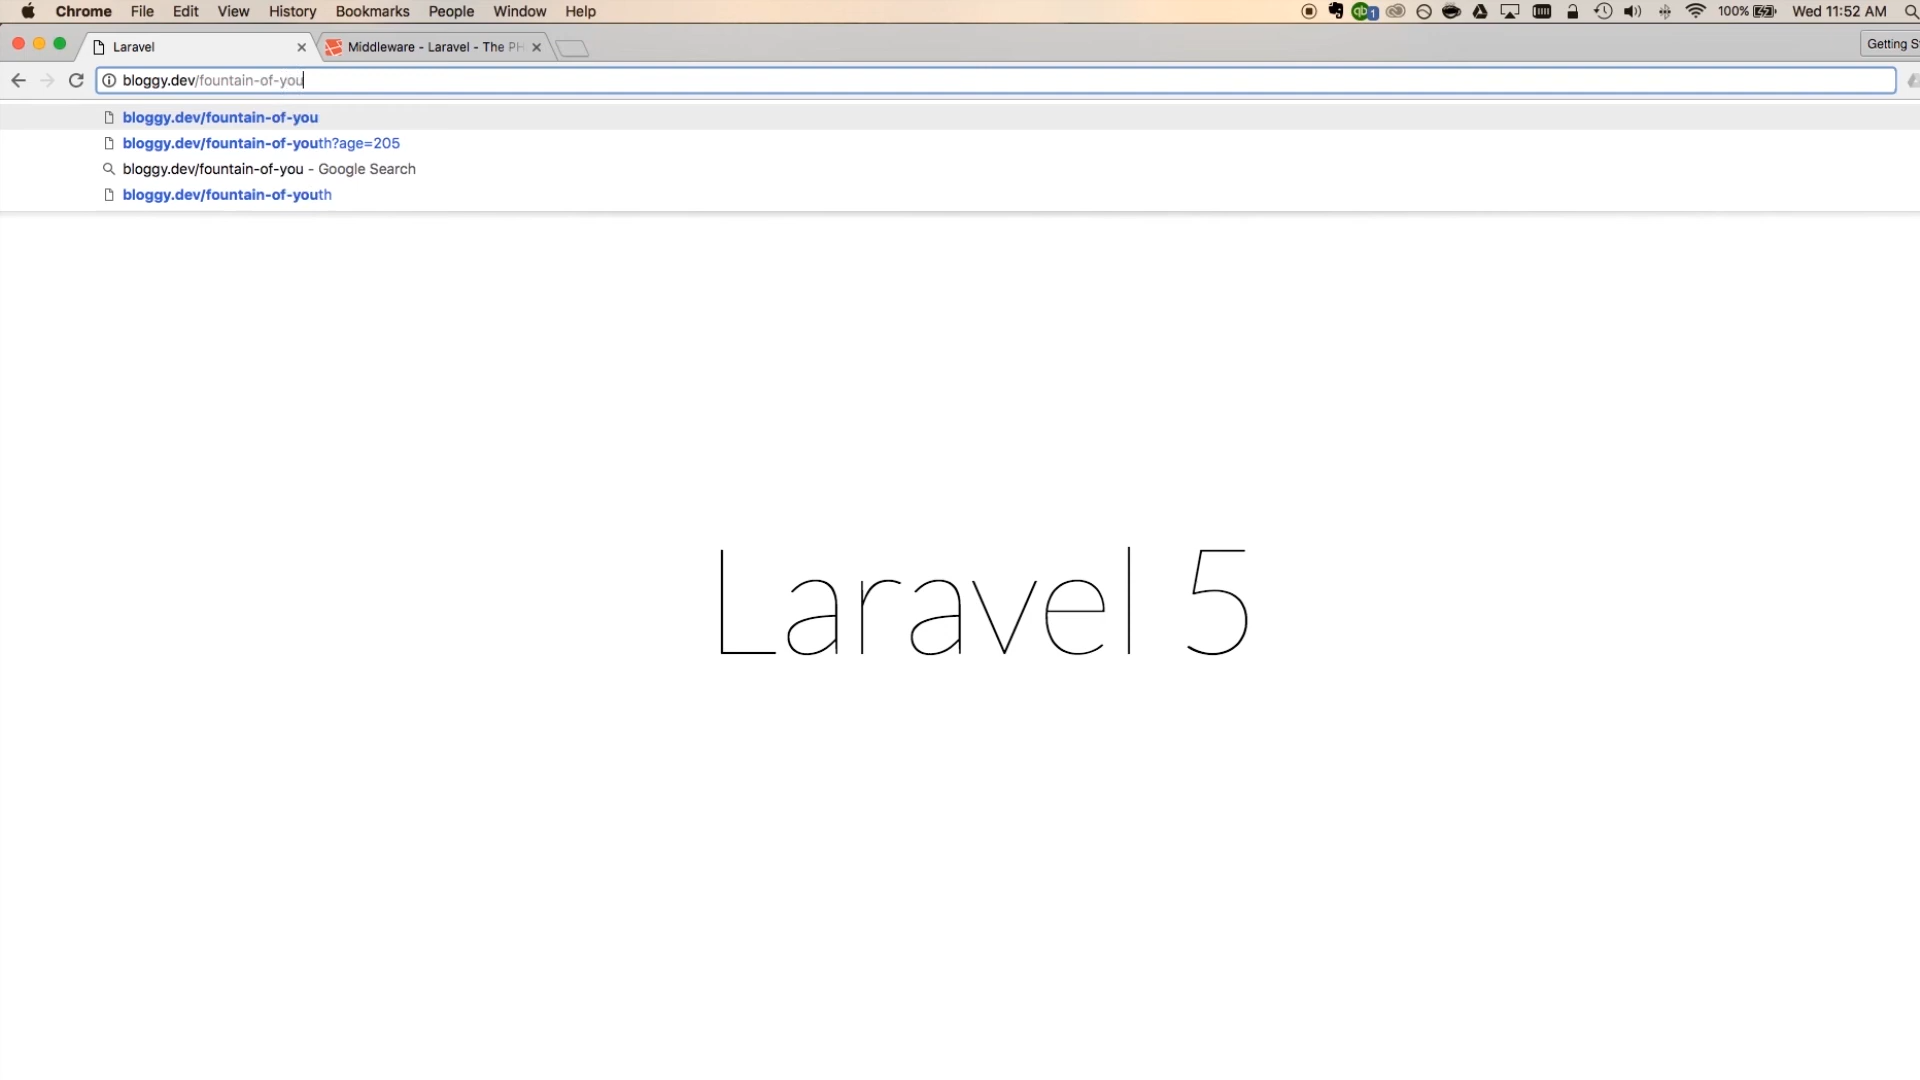 Chrome File Edit View History Bookmarks People Window Help 1 100% Wed 11:52 AM
Laravel Middleware - Laravel - The PH Getting S
bloggy.dev/fountain-of-you
bloggy.dev/fountain-of-you
bloggy.dev/fountain-of-youth?age=205
bloggy.dev/fountain-of-you - Google Search
bloggy.dev/fountain-of-youth
Laravel 5